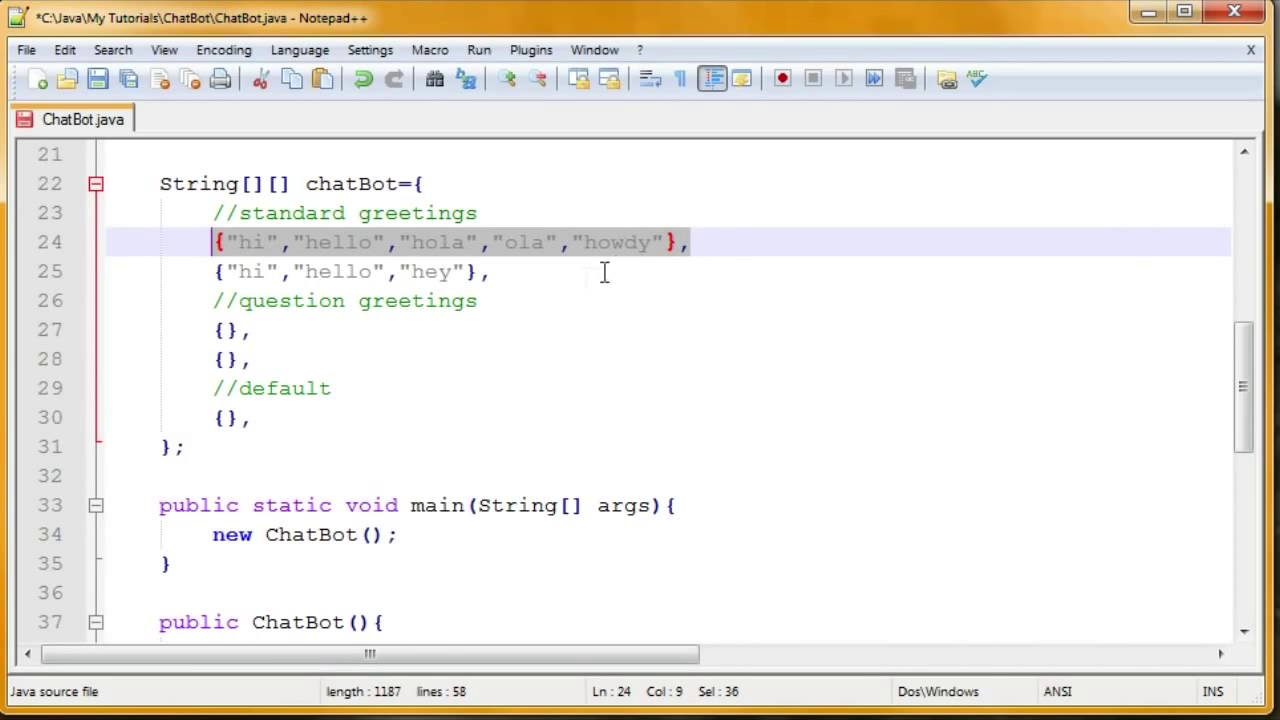 *C:\Java\My Tutorials\ChatBot\ChatBot.java - Notepad++
File Edit Search View Encoding Language Settings Macro Run Plugins Window ? X
ABC
ChatBot.java
21
22 String[][] chatBot={
23 //standard greetings
24 {"hi","hello","hola","ola","howdy"},
25 {"hi","hello","hey"},
26 //question greetings
27 {},
28 {},
29 //default
30 {},
31 };
32
33 public static void main(String[] args){
34 new ChatBot();
35 }
36
37 public ChatBot(){
Java source file length : 1187 lines : 58 Ln : 24 Col : 9 Sel : 36 Dos\Windows ANSI INS